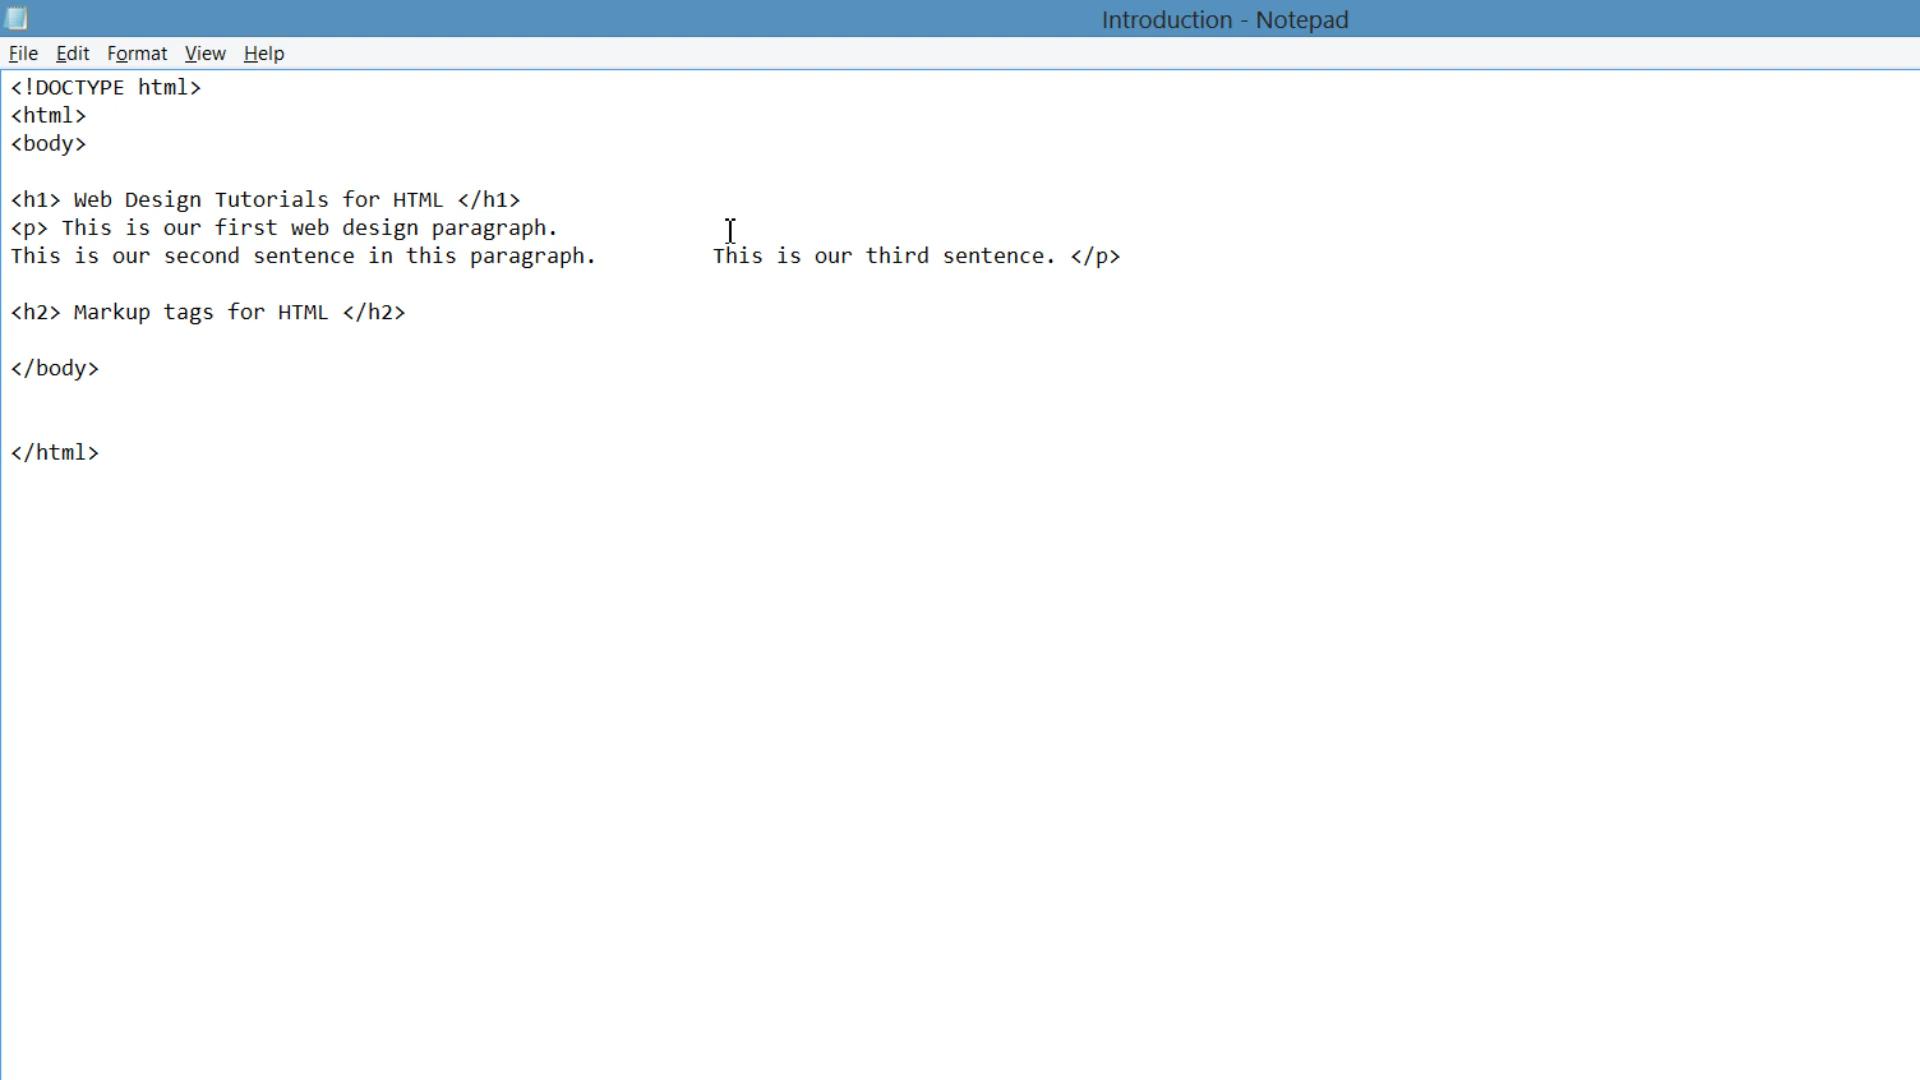 Introduction - Notepad
File Edit Format View Help
<!DOCTYPE html>
<html>
<body>
<h1> Web Design Tutorials for HTML </h1>
<p> This is our first web design paragraph.
This is our second sentence in this paragraph.         This is our third sentence. </p>
<h2> Markup tags for HTML </h2>
</body>
</html>